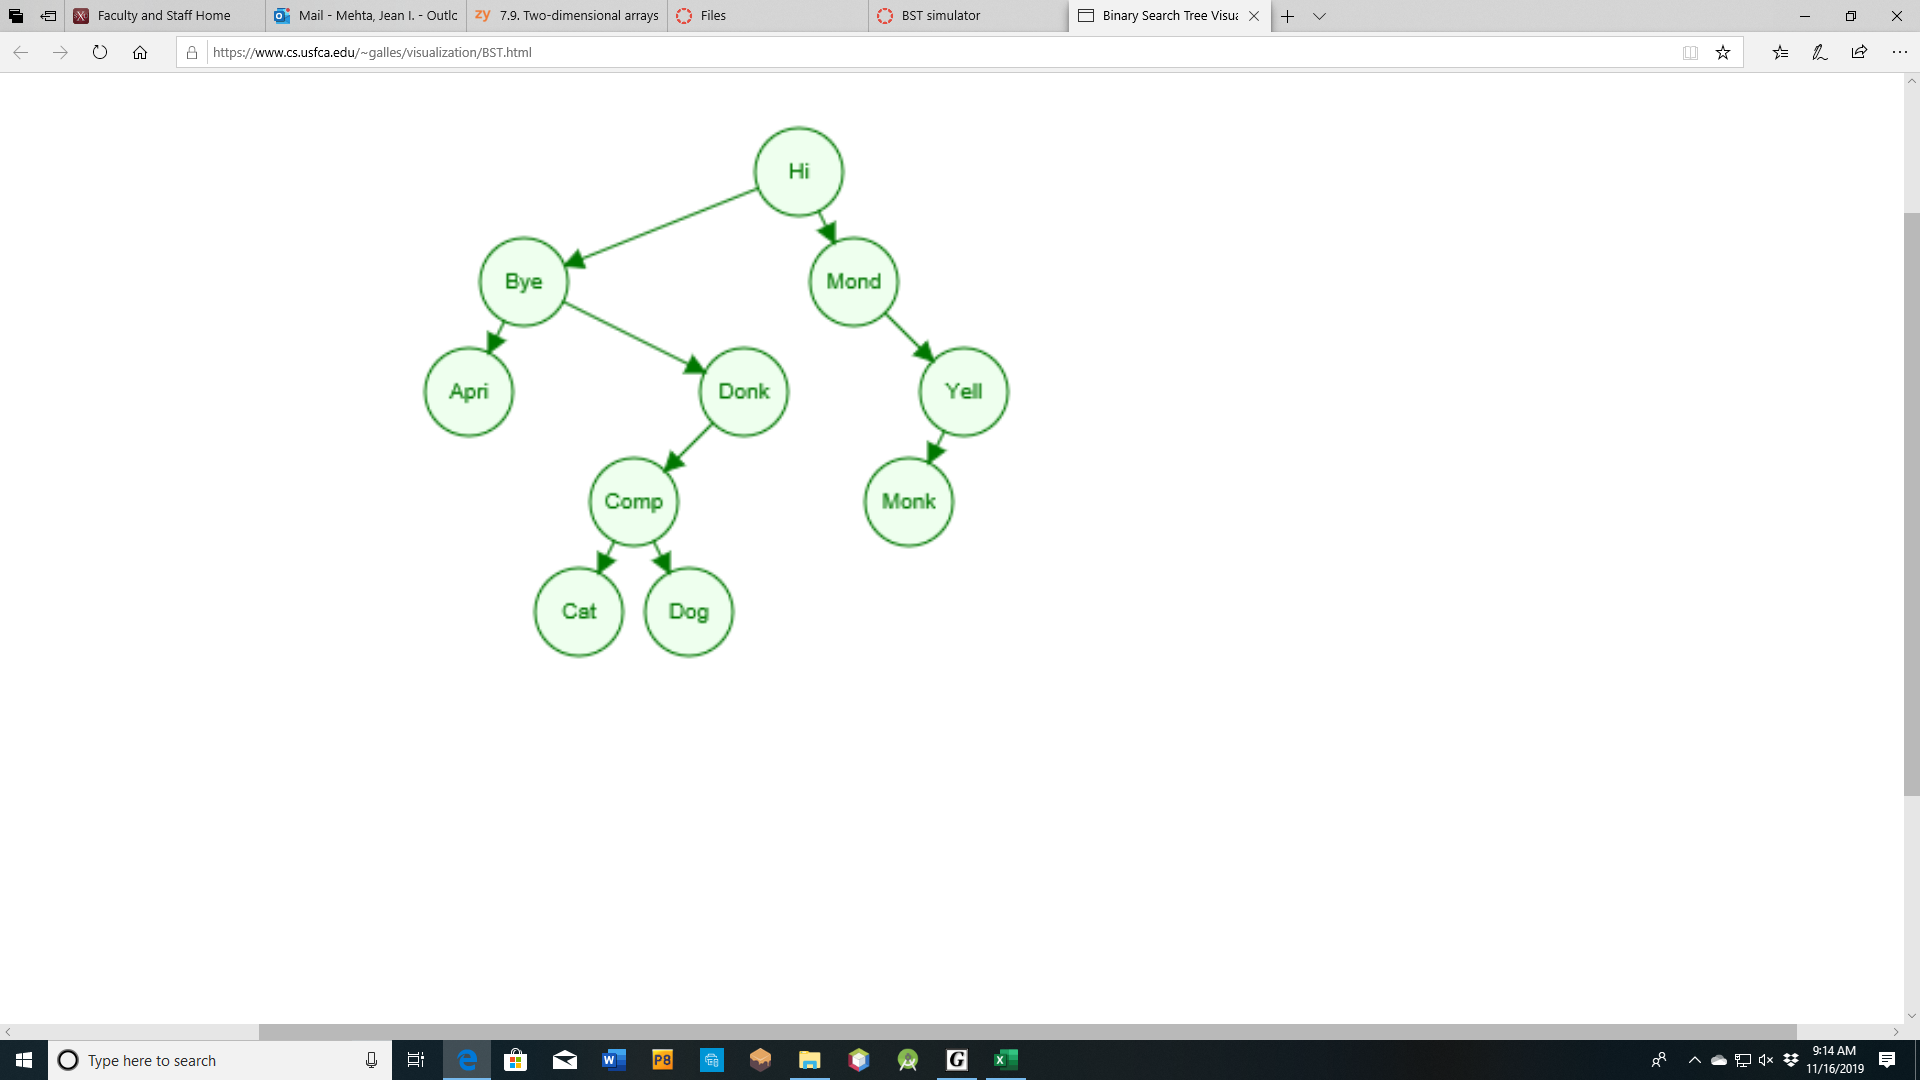 Faculty and Staff Home
Mail - Mehta, Jean I. - Outlc
zy 7.9. Two-dimensional arrays
Files
BST simulator
Binary Search Tree Visua
https://www.cs.usfca.edu/~galles/visualization/BST.html
Hi
Bye
Mond
Apri
Donk
Yell
Comp
Monk
Cat
Dog
Type here to search
P8
G
9:14 AM
11/16/2019